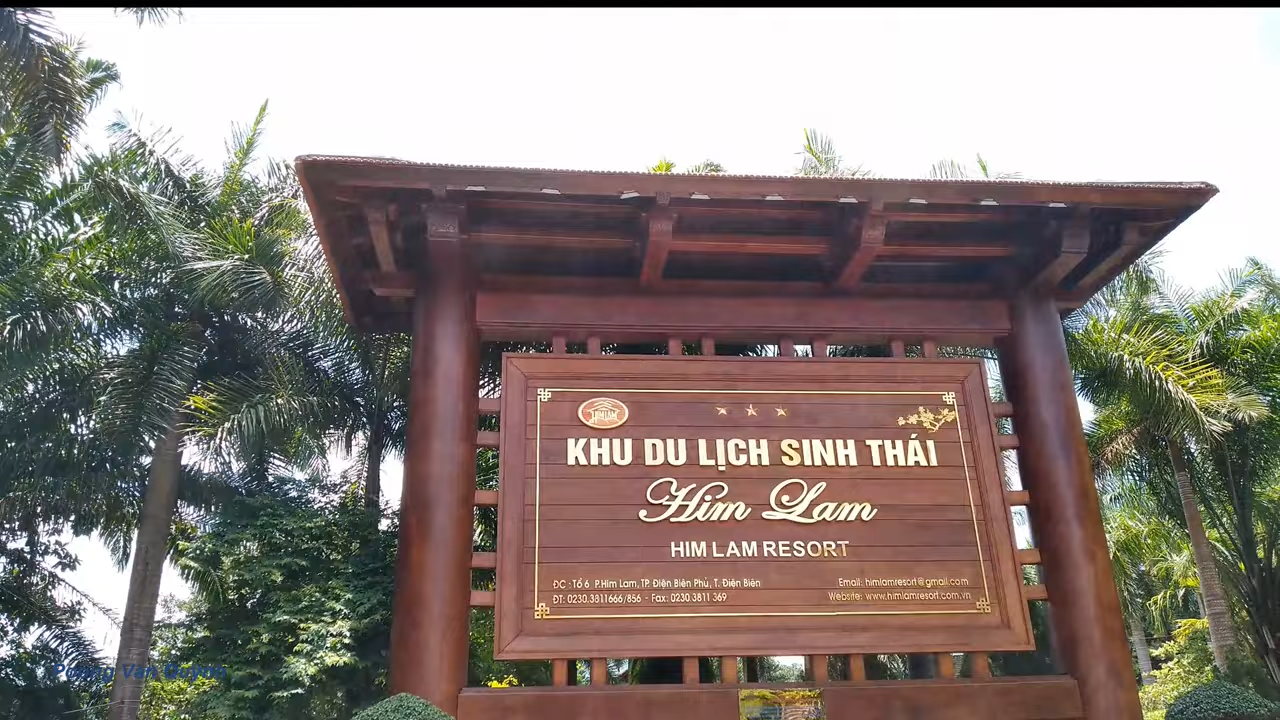 HIMLAM
KHU DU LỊCH SINH THÁI
Him Lam
HIM LAM RESORT
ĐC : Tổ 6 P.Him Lam, TP. Điện Biên Phủ, T. Điện Biên
Email: himlamresort@gmail.com
ĐT: 0230.3811666/856 - Fax: 0230 3811 369
Website: www.himlamresort.com.vn